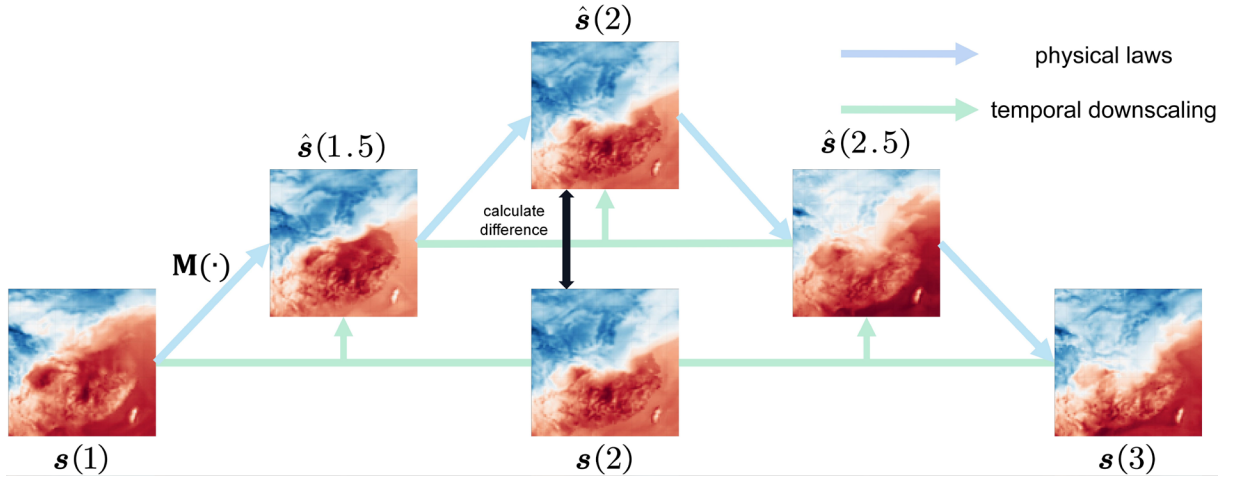 ŝ(2)
physical laws
temporal downscaling
ŝ(1.5)
ŝ(2.5)
calculate
difference
M(·)
s(1)
s(2)
s(3)